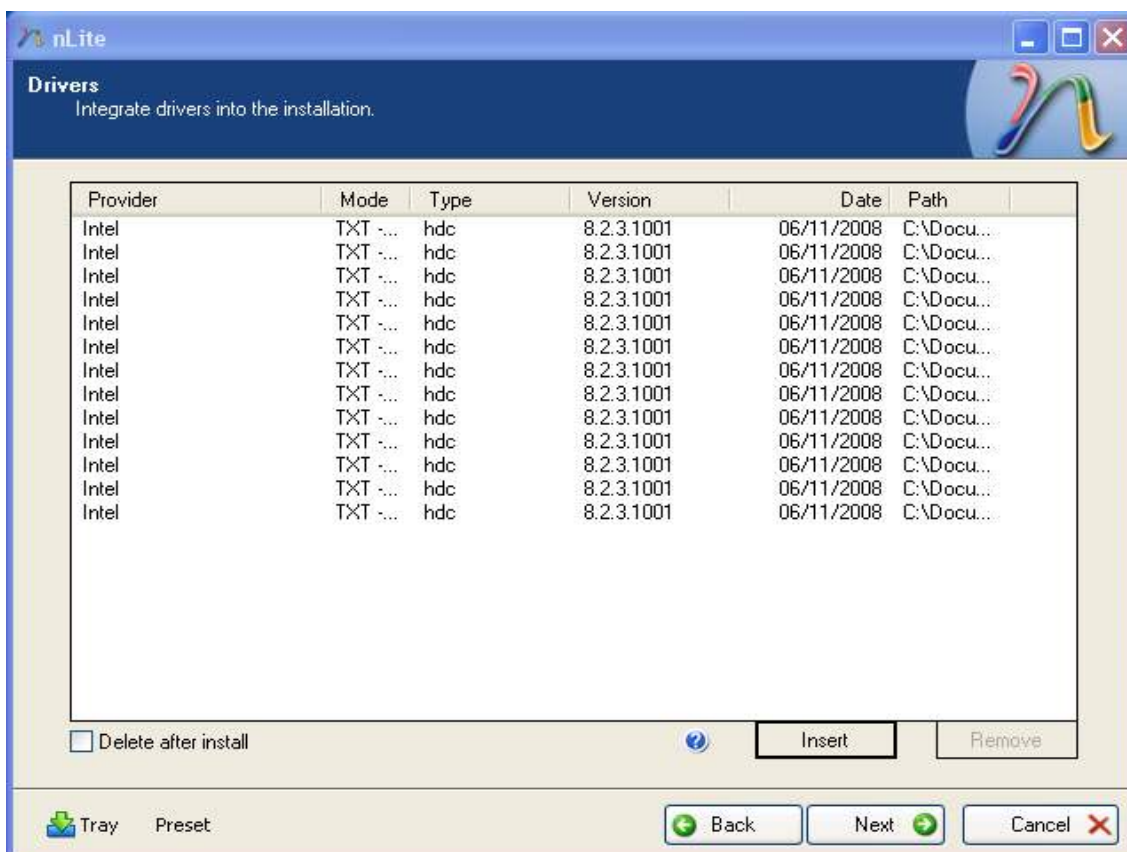 nLite
Drivers
Integrate drivers into the installation.
Provider Mode Type Version Date Path
Intel TXT -... hdc 8.2.3.1001 06/11/2008 C:\Docu...
Intel TXT -... hdc 8.2.3.1001 06/11/2008 C:\Docu...
Intel TXT -... hdc 8.2.3.1001 06/11/2008 C:\Docu...
Intel TXT -... hdc 8.2.3.1001 06/11/2008 C:\Docu...
Intel TXT -... hdc 8.2.3.1001 06/11/2008 C:\Docu...
Intel TXT -... hdc 8.2.3.1001 06/11/2008 C:\Docu...
Intel TXT -... hdc 8.2.3.1001 06/11/2008 C:\Docu...
Intel TXT -... hdc 8.2.3.1001 06/11/2008 C:\Docu...
Intel TXT -... hdc 8.2.3.1001 06/11/2008 C:\Docu...
Intel TXT -... hdc 8.2.3.1001 06/11/2008 C:\Docu...
Intel TXT -... hdc 8.2.3.1001 06/11/2008 C:\Docu...
Intel TXT -... hdc 8.2.3.1001 06/11/2008 C:\Docu...
Intel TXT -... hdc 8.2.3.1001 06/11/2008 C:\Docu...
Delete after install ? Insert Remove
Tray Preset Back Next Cancel